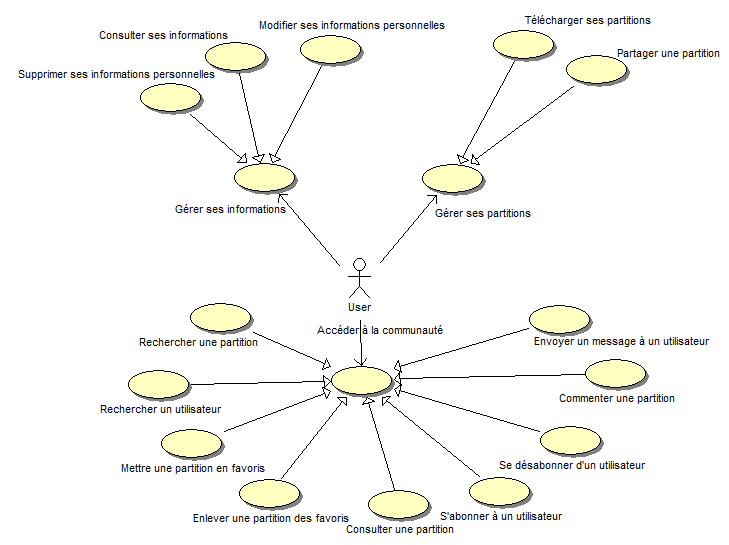 Télécharger ses partitions
Modifier ses informations personnelles
Consulter ses informations
Partager une partition
Supprimer ses informations personnelles
Gérer ses informations
Gérer ses partitions
User
Accéder à la communauté
Rechercher une partition
Envoyer un message à un utilisateur
Commenter une partition
Rechercher un utilisateur
Se désabonner d'un utilisateur
Mettre une partition en favoris
Enlever une partition des favoris
S'abonner à un utilisateur
Consulter une partition